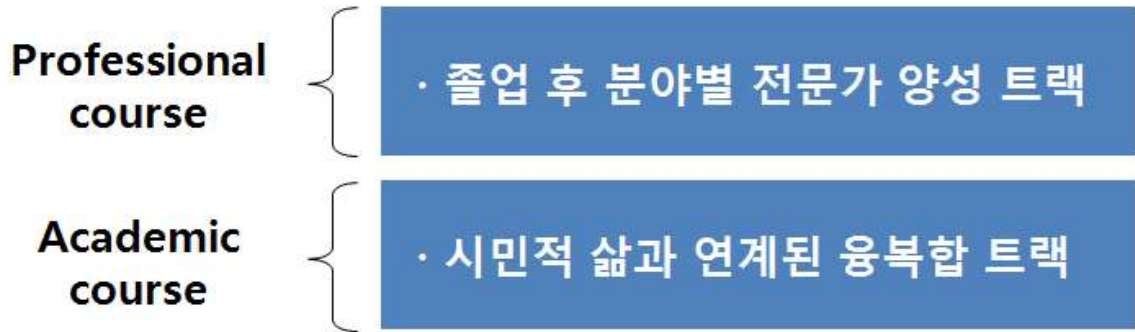 Professional
course
· 졸업 후 분야별 전문가 양성 트랙
Academic
course
· 시민적 삶과 연계된 융복합 트랙